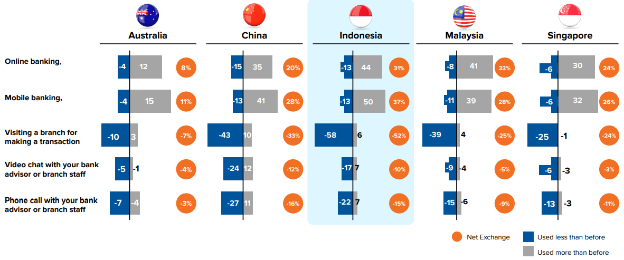 Australia China Indonesia Malaysia Singapore
Online banking, -4 12 8% -15 35 20% -13 44 31% -8 41 33% -6 30 24%
Mobile banking, -4 15 11% -13 41 28% -13 50 37% -11 39 28% -6 32 26%
Visiting a branch for
making a transaction -10 3 -7% -43 10 -33% -58 6 -52% -39 4 -25% -25 -1 -24%
Video chat with your bank
advisor or branch staff -5 -1 -4% -24 12 -12% -17 7 -10% -9 -4 -5% -6 -3 -3%
Phone call with your bank
advisor or branch staff -7 -4 -3% -27 11 -16% -22 7 -15% -15 -6 -9% -13 -3 -11%
Net Exchange Used less than before
Used more than before